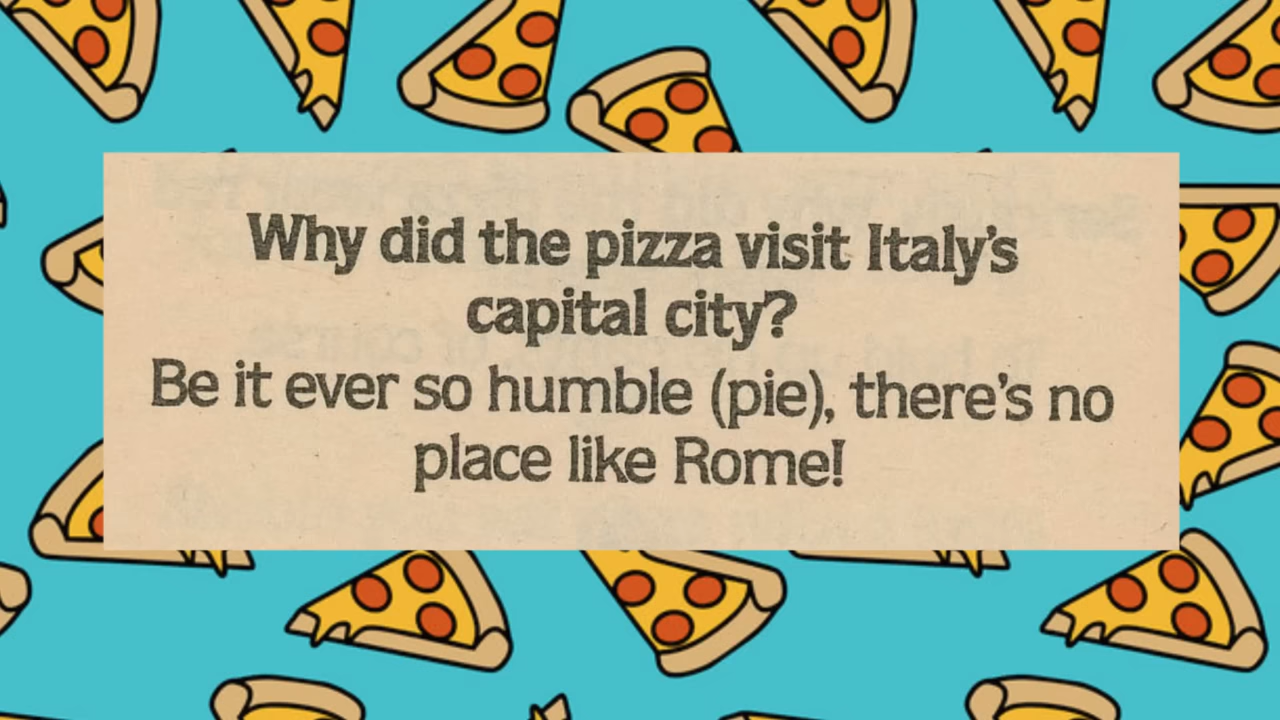 Why did the pizza visit Italy's
capital city?
Be it ever so humble (pie), there's no
place like Rome!